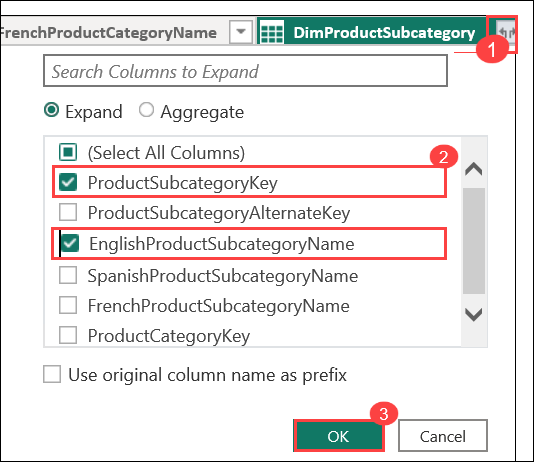 FrenchProductCategoryName DimProductSubcategory
1
Search Columns to Expand
Expand Aggregate
2
(Select All Columns)
ProductSubcategoryKey
ProductSubcategoryAlternateKey
EnglishProductSubcategoryName
SpanishProductSubcategoryName
FrenchProductSubcategoryName
ProductCategoryKey
Use original column name as prefix
3
OK Cancel